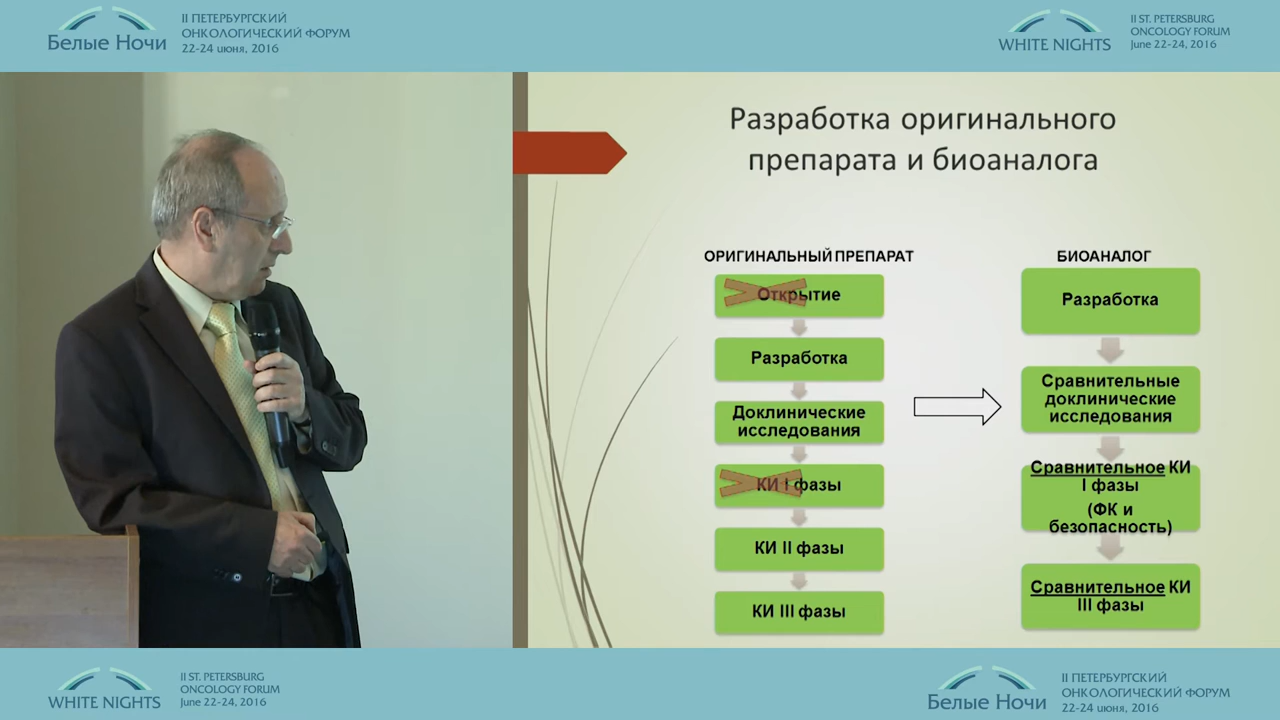 Белые Ночи
II ПЕТЕРБУРГСКИЙ
ОНКОЛОГИЧЕСКИЙ ФОРУМ
22-24 июня, 2016
WHITE NIGHTS
II ST. PETERSBURG
ONCOLOGY FORUM
June 22-24, 2016
Разработка оригинального
препарата и биоаналога
ОРИГИНАЛЬНЫЙ ПРЕПАРАТ
Открытие
Разработка
Доклинические
исследования
КИ I фазы
КИ II фазы
КИ III фазы
БИОАНАЛОГ
Разработка
Сравнительные
доклинические
исследования
Сравнительное КИ
I фазы
(ФК и
безопасность)
Сравнительное КИ
III фазы
WHITE NIGHTS
II ST. PETERSBURG
ONCOLOGY FORUM
June 22-24, 2016
Белые Ночи
II ПЕТЕРБУРГСКИЙ
ОНКОЛОГИЧЕСКИЙ ФОРУМ
22-24 июня, 2016